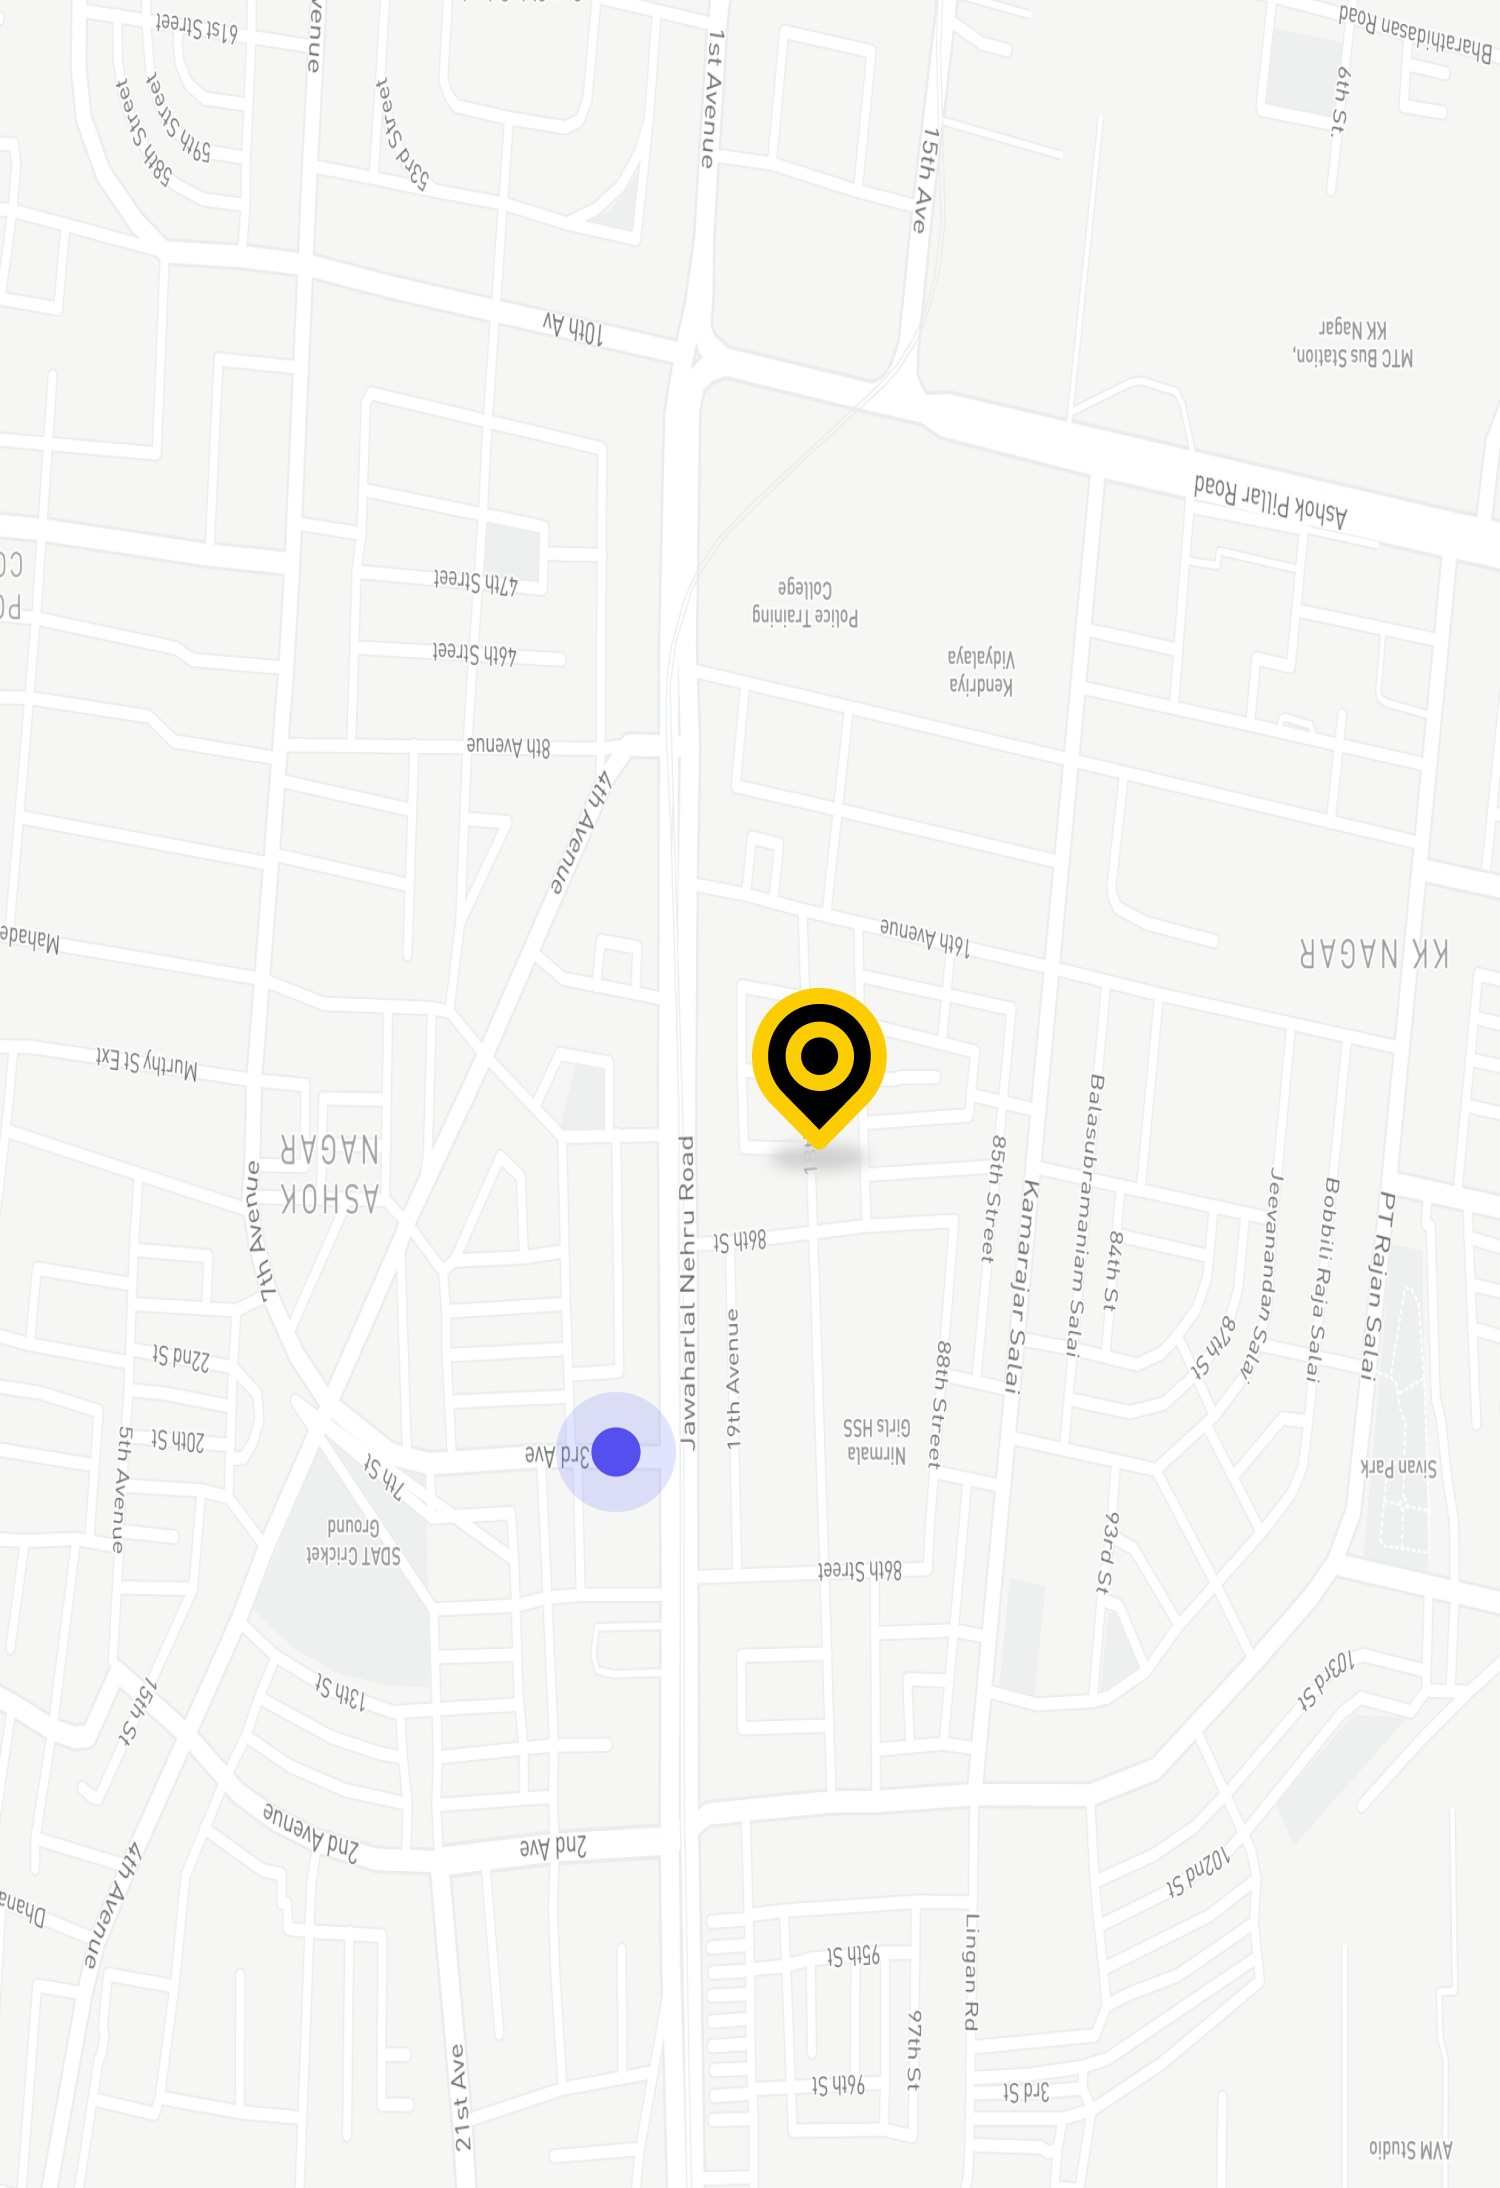 61st Street
venue
53rd Street
59th Street
58th Street
1st Avenue
15th Ave
Bharathidasan Road
6th St.
10th Av
MTC Bus Station,
KK Nagar
Ashok Pillar Road
CO
PO
47th Street
46th Street
Police Training
College
Kendriya
Vidyalaya
8th Avenue
4th Avenue
16th Avenue
KK NAGAR
Mahade
Murthy St Ext
ASHOK
NAGAR
7th Avenue
Jawaharlal Nehru Road
86th St
19th Avenue
85th Street
Kamarajar Salai
Balasubramaniam Salai
84th St
87th St
Jeevanandan Salai
Bobbili Raja Salai
PT Rajan Salai
22nd St
20th St
5th Avenue
3rd Ave
7th St
Nirmala
Girls HSS
88th Street
Sivan Park
SDAT Cricket
Ground
86th Street
93rd St
13th St
15th St
103rd St
2nd Avenue
2nd Ave
102nd St
4th Avenue
Dhana
95th St
Lingan Rd
97th St
96th St
3rd St
21st Ave
AVM Studio